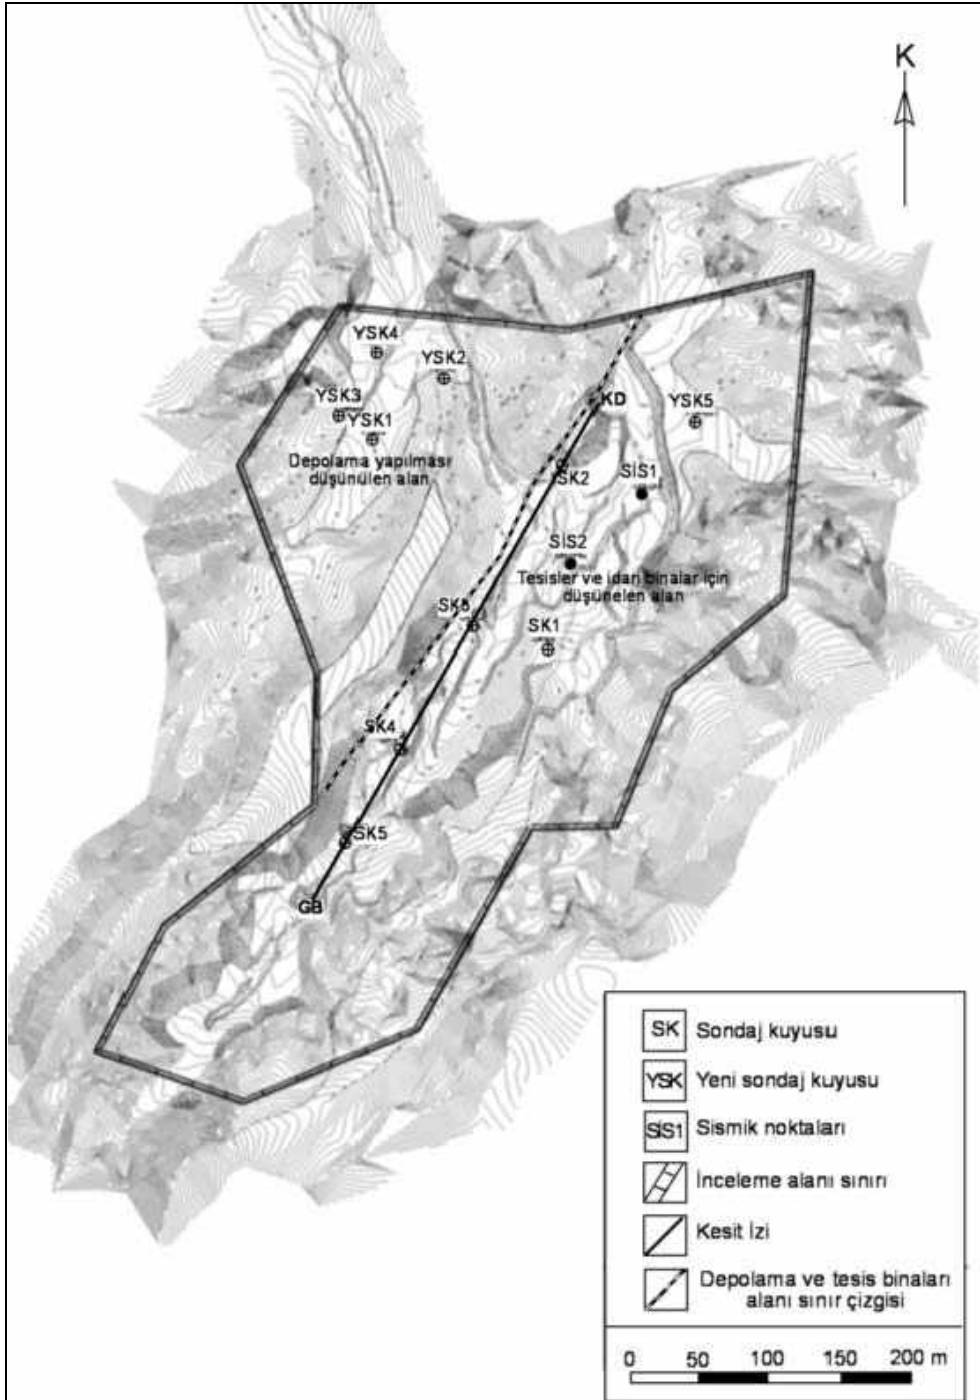 K
YSK4
YSK2
YSK3
YSK1
KD
YSK5
Depolama yapılması
düşünülen alan
SK2
SİS1
SİS2
Tesisler ve idari binalar için
düşünelen alan
SK1
SK4
SK5
GB
SK Sondaj kuyusu
YSK Yeni sondaj kuyusu
SİS1 Sismik noktaları
İnceleme alanı sınırı
Kesit İzi
Depolama ve tesis binaları
alanı sınır çizgisi
0 50 100 150 200 m